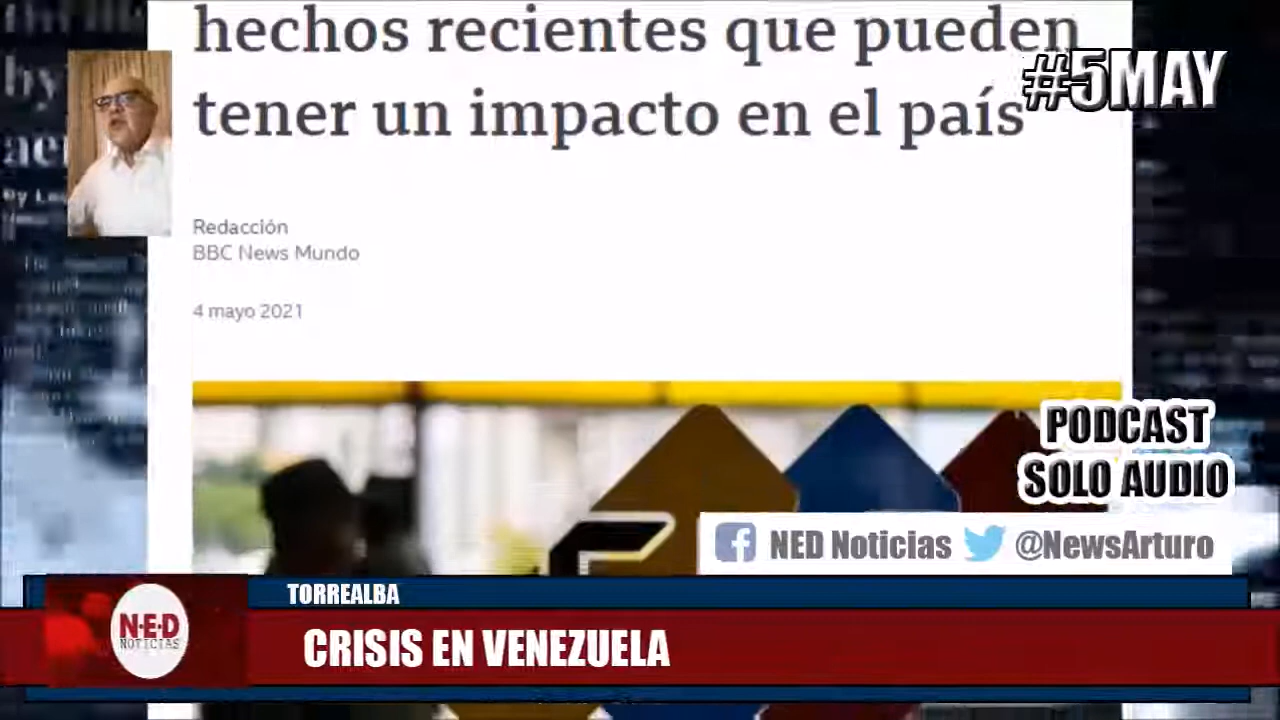 hechos recientes que pueden
tener un impacto en el país
#5MAY
Redacción
BBC News Mundo
4 mayo 2021
PODCAST
SOLO AUDIO
NED Noticias @NewsArturo
TORREALBA
N·E·D
NOTICIAS
CRISIS EN VENEZUELA